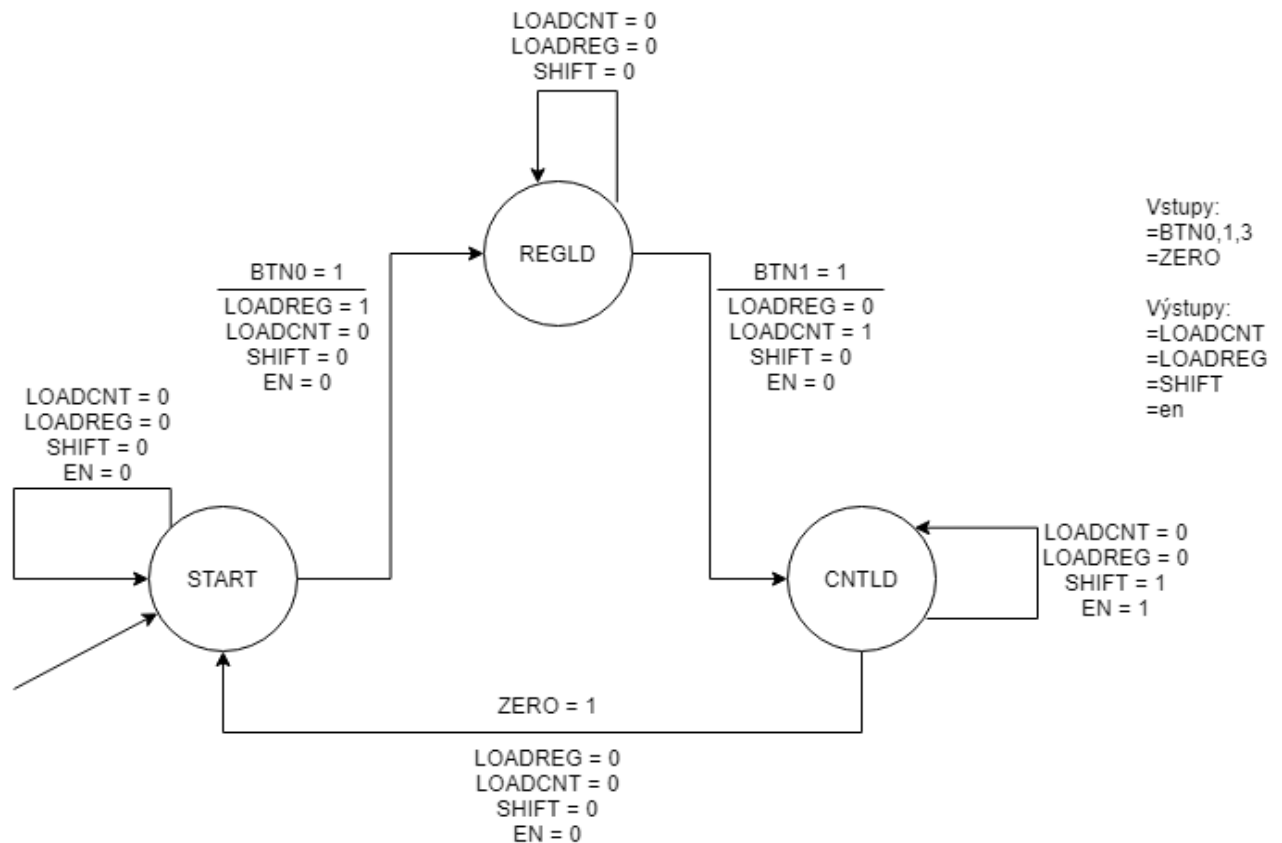 LOADCNT = 0
LOADREG = 0
SHIFT = 0
REGLD
BTN0 = 1
LOADREG = 1
LOADCNT = 0
SHIFT = 0
EN = 0
BTN1 = 1
LOADREG = 0
LOADCNT = 1
SHIFT = 0
EN = 0
Vstupy:
=BTN0,1,3
=ZERO
Výstupy:
=LOADCNT
=LOADREG
=SHIFT
=en
LOADCNT = 0
LOADREG = 0
SHIFT = 0
EN = 0
START
CNTLD
LOADCNT = 0
LOADREG = 0
SHIFT = 1
EN = 1
ZERO = 1
LOADREG = 0
LOADCNT = 0
SHIFT = 0
EN = 0